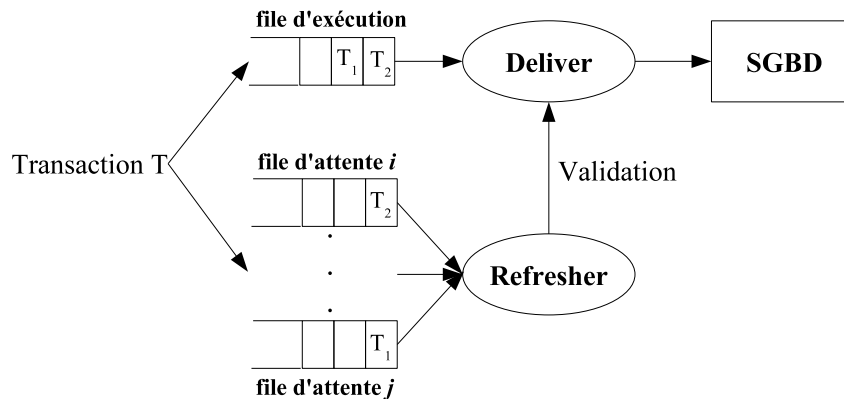 file d'exécution
T1 T2
Deliver
SGBD
Transaction T
file d'attente i
T2
Validation
Refresher
T1
file d'attente j